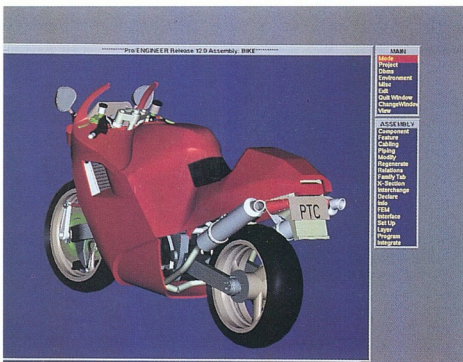 Pro/ENGINEER Release 12.0 Assembly: BIKE
MAIN
Mode
Project
Dbms
Environment
Misc
Exit
Quit Window
ChangeWindow
View
ASSEMBLY
Component
Feature
Cabling
Piping
Modify
Regenerate
Relations
Family Tab
X-Section
Interchange
Declare
Info
FEM
Interface
Set Up
Layer
Program
Integrate
PTC